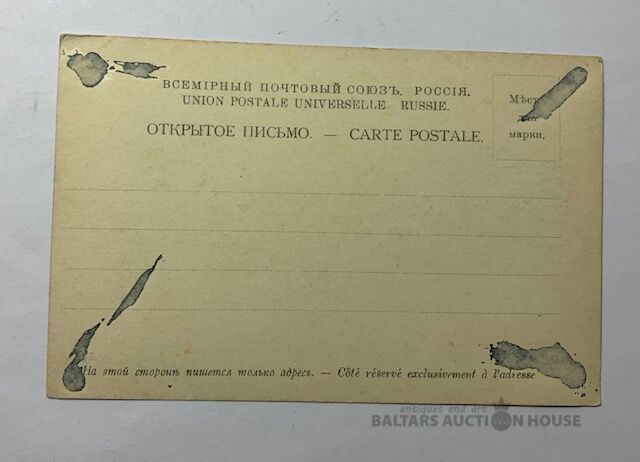 ВСЕМІРНЫЙ ПОЧТОВЫЙ СОЮЗЪ. РОССІЯ.
UNION POSTALE UNIVERSELLE RUSSIE.
ОТКРЫТОЕ ПИСЬМО. — CARTE POSTALE.
марки.
На этой сторонѣ пишется только адресъ. — Côté réservé exclusivement à l'adresse
antiques and art
BALTARS AUCTION HOUSE